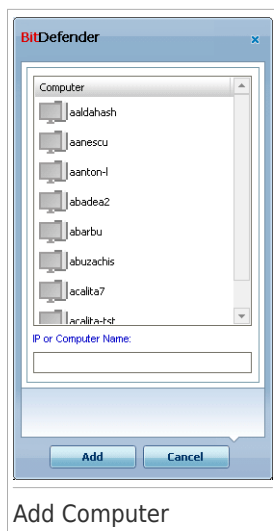 BitDefender
x
Computer
aaldahash
aanescu
aanton-l
abadea2
abarbu
abuzachis
acalita7
acalita-tst
IP or Computer Name:
Add Cancel
Add Computer